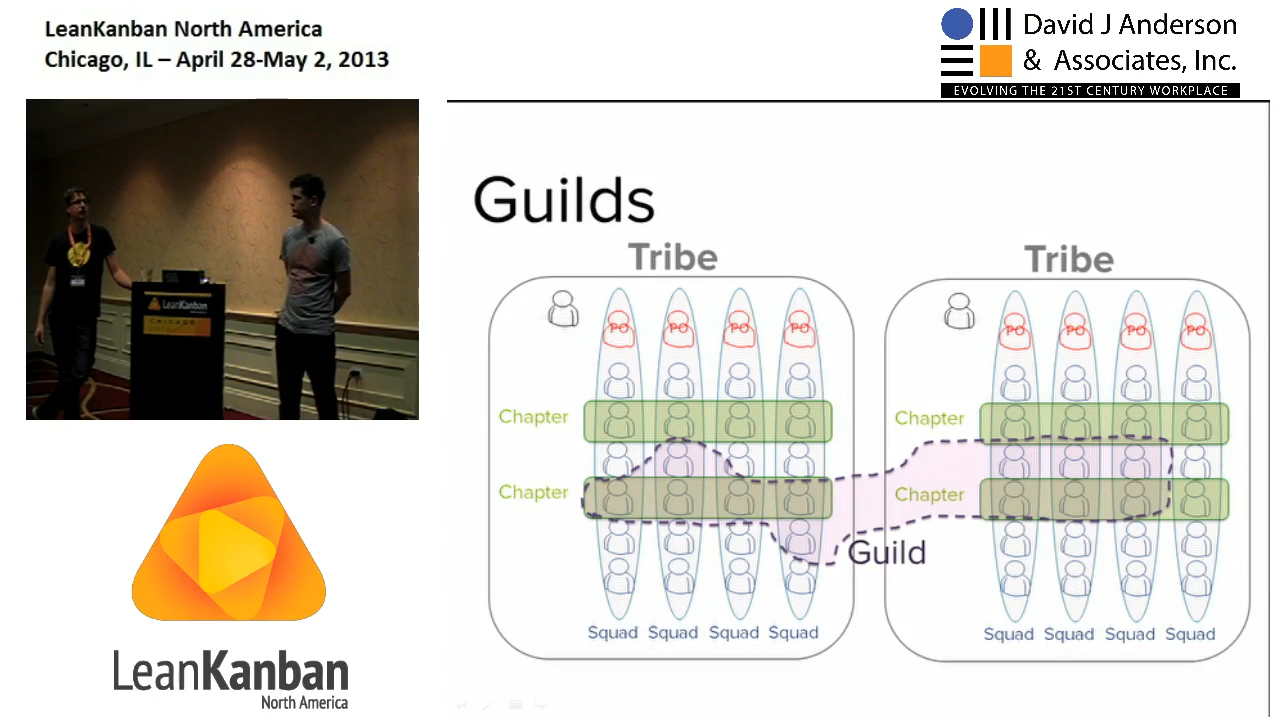 LeanKanban North America
Chicago, IL – April 28-May 2, 2013
David J Anderson
& Associates, Inc.
EVOLVING THE 21ST CENTURY WORKPLACE
LeanKanban
CHICAGO
Guilds
Tribe
Tribe
PO PO PO PO
PO PO PO PO
Chapter
Chapter
Chapter
Chapter
Guild
Squad Squad Squad Squad
Squad Squad Squad Squad
LeanKanban
North America